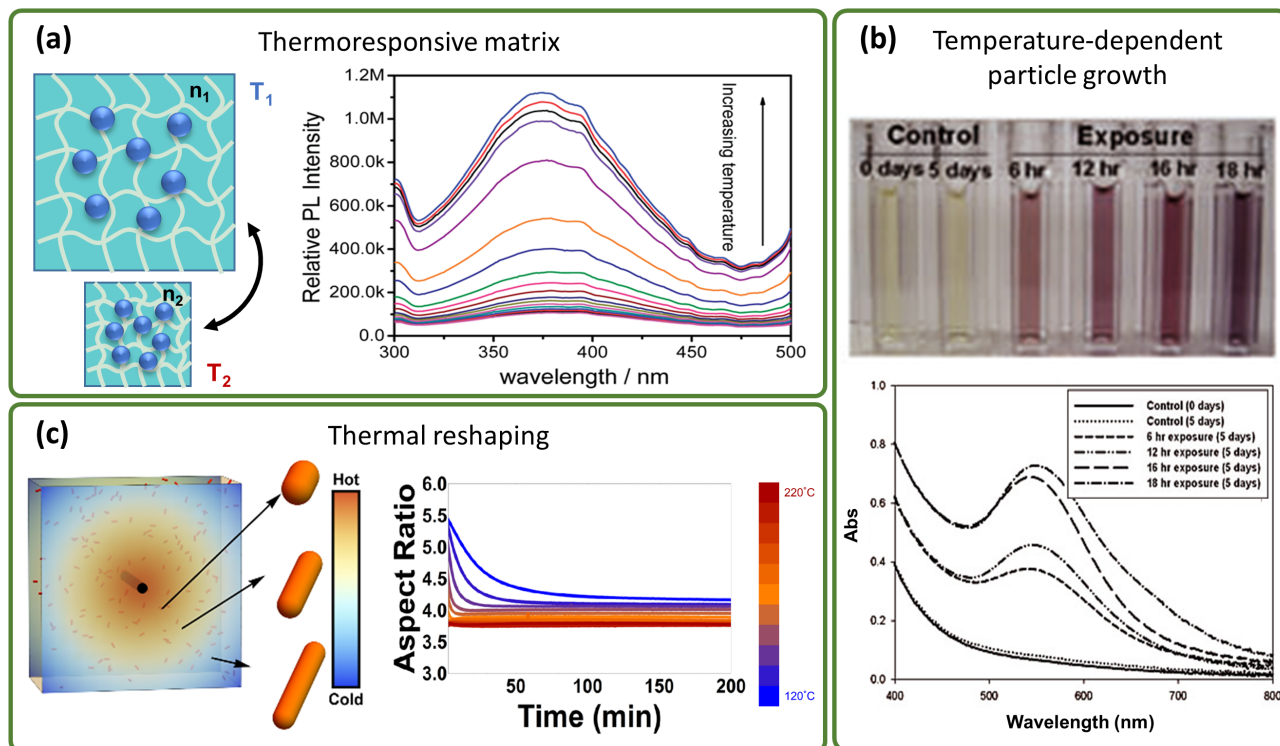 (a)
Thermoresponsive matrix
n1
T1
n2
T2
1.2M
1.0M
800.0k
600.0k
400.0k
200.0k
0.0
Relative PL Intensity
Increasing temperature
300 350 400 450 500
wavelength / nm
(b)
Temperature-dependent
particle growth
Control Exposure
0 days 5 days 6 hr 12 hr 16 hr 18 hr
1.0
0.8
0.6
0.4
0.2
0.0
Abs
Control (0 days)
Control (5 days)
6 hr exposure (5 days)
12 hr exposure (5 days)
16 hr exposure (5 days)
18 hr exposure (5 days)
400 500 600 700 800
Wavelength (nm)
(c)
Thermal reshaping
Hot
Cold
6.0
5.5
5.0
4.5
4.0
3.5
3.0
Aspect Ratio
50 100 150 200
Time (min)
220°C
120°C